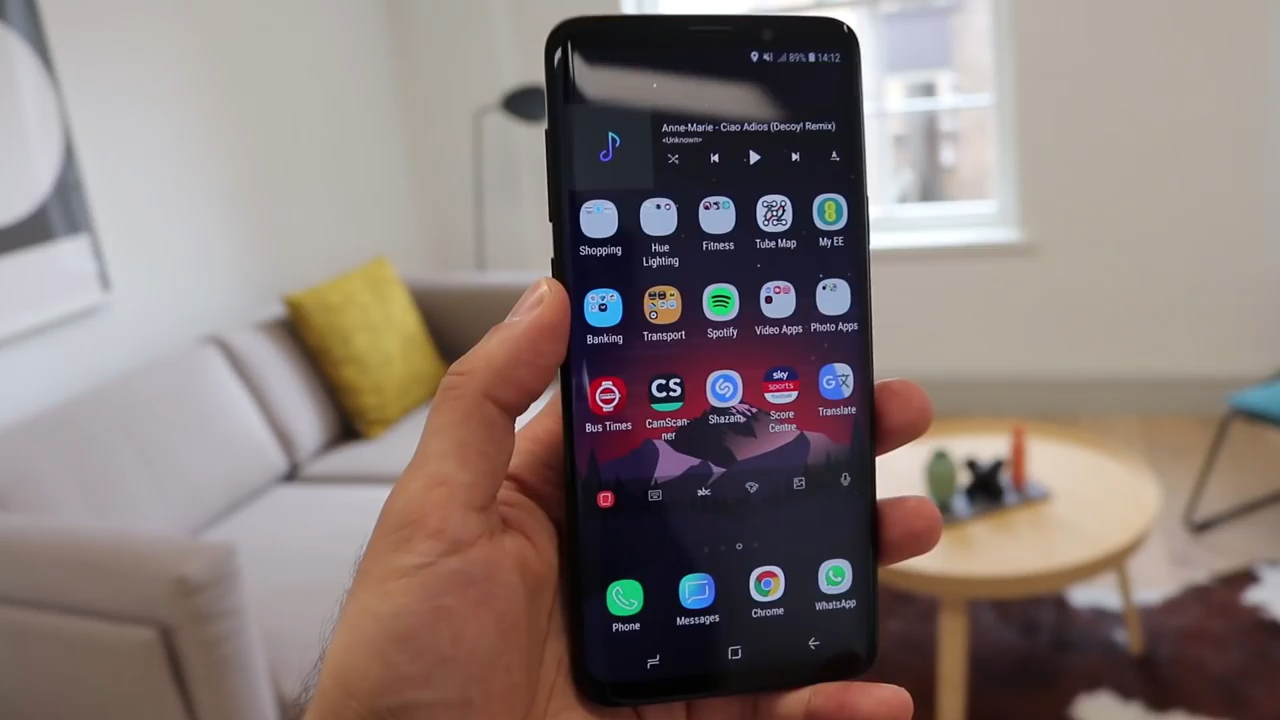 89% 14:12
Anne-Marie - Ciao Adios (Decoy! Remix)
<Unknown>
Shopping
Hue
Lighting
Fitness
Tube Map
My EE
Banking
Transport
Spotify
Video Apps
Photo Apps
CS
sky
sports
football
G
Bus Times
CamScan-
ner
Shazam
Score
Centre
Translate
abc
Phone
Messages
Chrome
WhatsApp